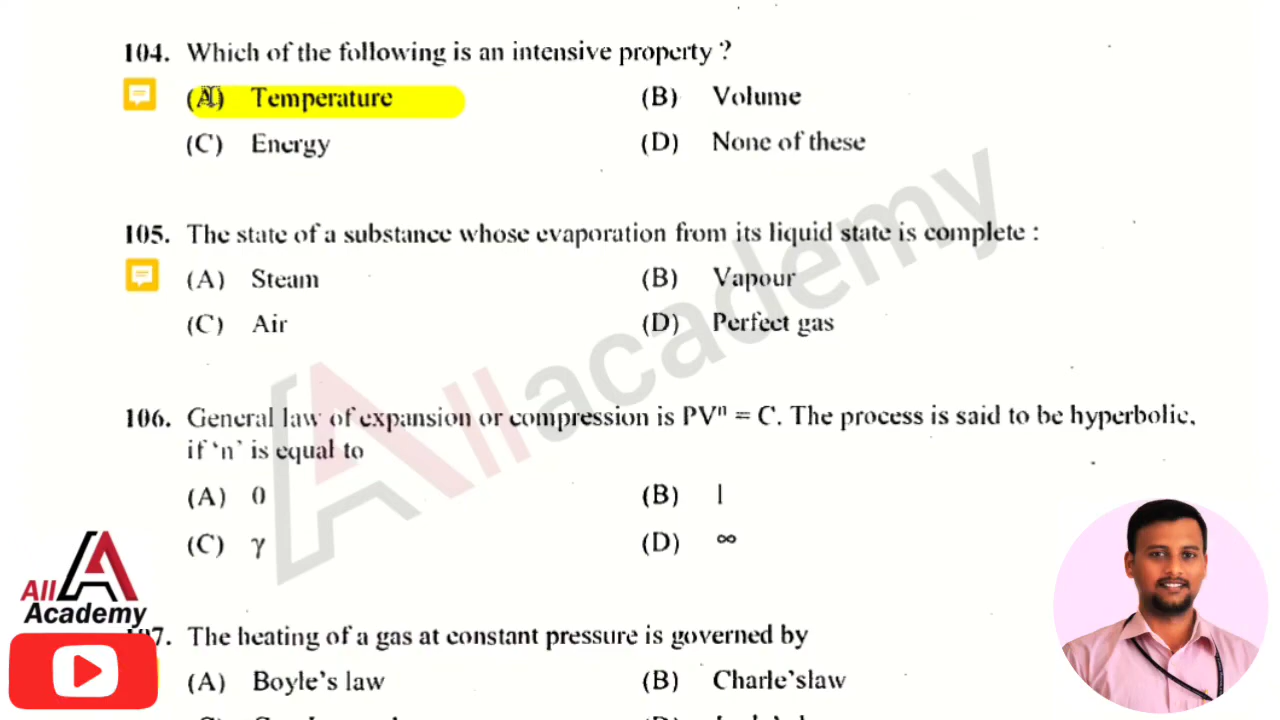 104. Which of the following is an intensive property ?
(A) Temperature (B) Volume
(C) Energy (D) None of these
105. The state of a substance whose evaporation from its liquid state is complete :
(A) Steam (B) Vapour
(C) Air (D) Perfect gas
106. General law of expansion or compression is PVⁿ = C. The process is said to be hyperbolic,
if 'n' is equal to
(A) 0 (B) 1
(C) γ (D) ∞
All academy
All
Academy
107. The heating of a gas at constant pressure is governed by
(A) Boyle's law (B) Charle'slaw